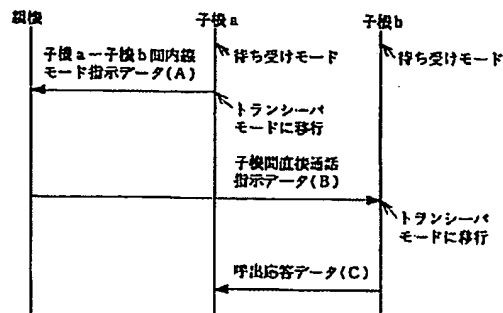 親機
子機a
子機b
待ち受けモード
待ち受けモード
子機a－子機b間内線
モード指示データ(A)
トランシーバ
モードに移行
子機間直接通話
指示データ(B)
トランシーバ
モードに移行
呼出応答データ(C)